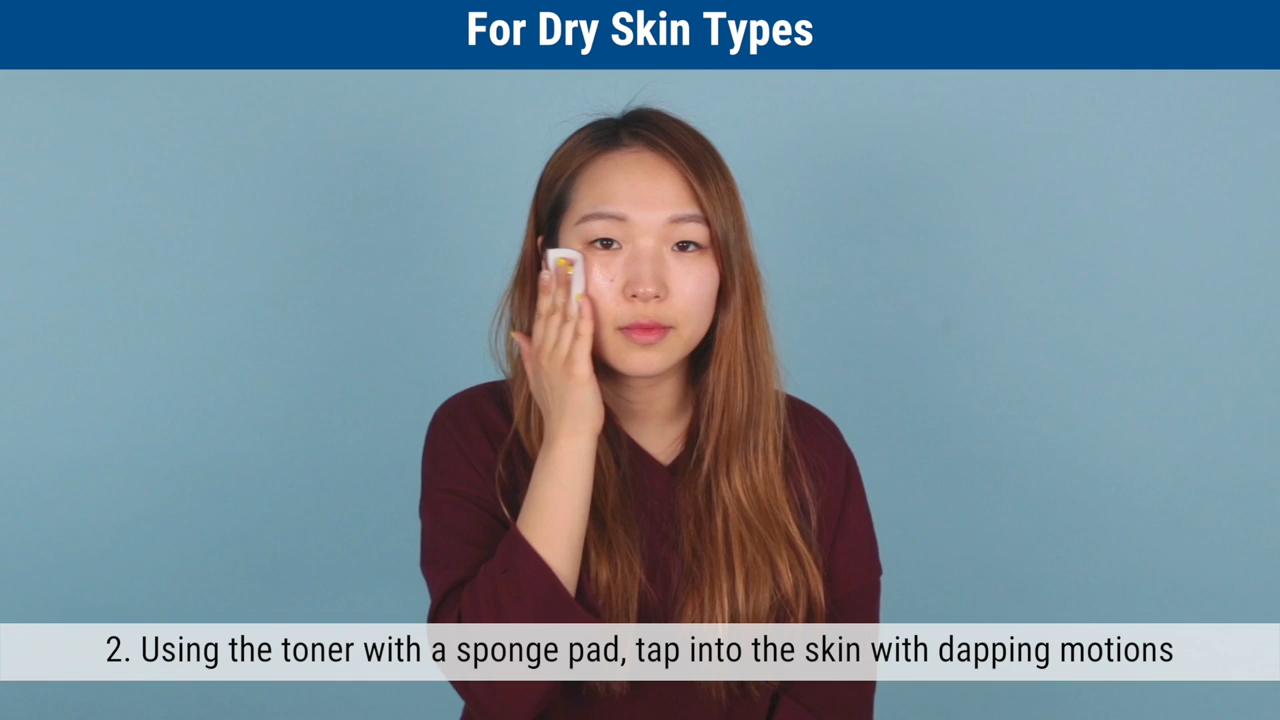 For Dry Skin Types
2. Using the toner with a sponge pad, tap into the skin with dapping motions